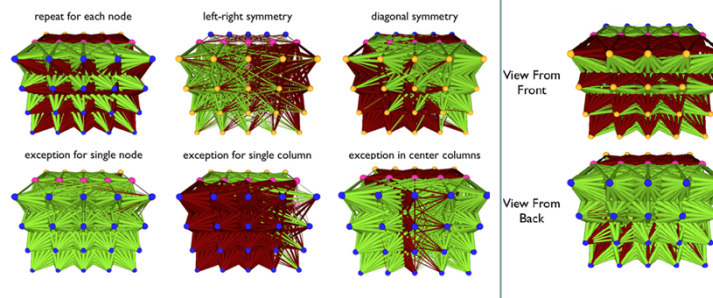 repeat for each node
left-right symmetry
diagonal symmetry
exception for single node
exception for single column
exception in center columns
View From
Front
View From
Back